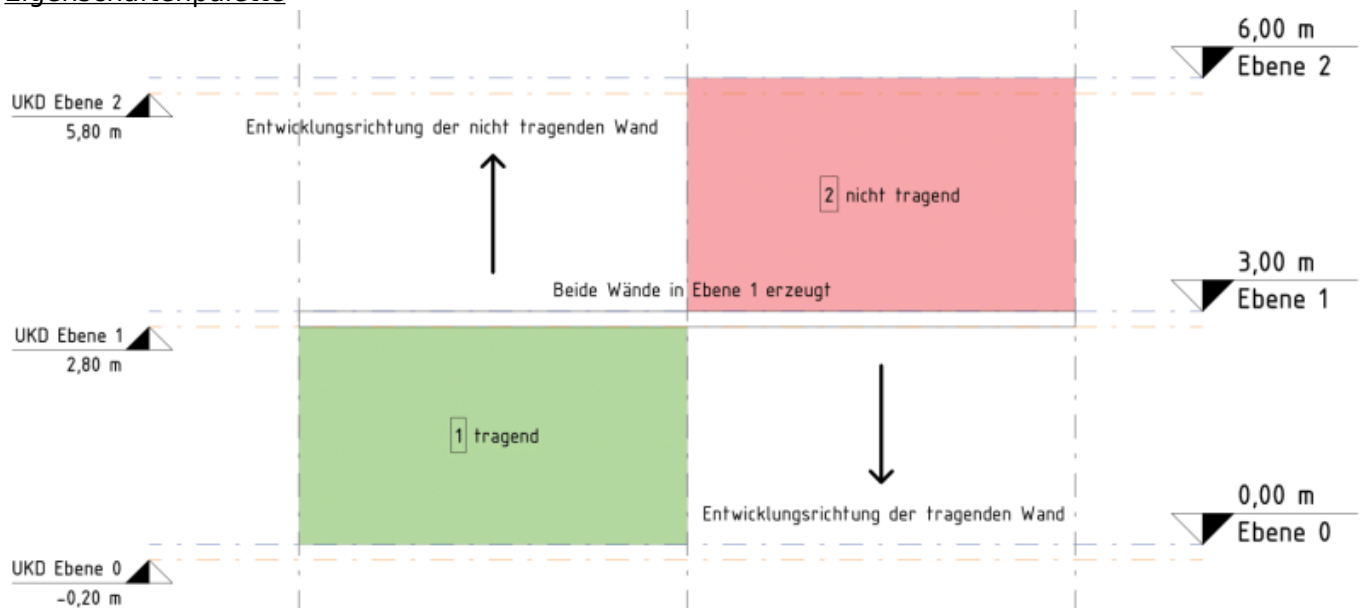 Eigenschaftenpalette
6,00 m
Ebene 2
UKD Ebene 2
5,80 m
Entwicklungsrichtung der nicht tragenden Wand
2 nicht tragend
3,00 m
Ebene 1
Beide Wände in Ebene 1 erzeugt
UKD Ebene 1
2,80 m
1 tragend
0,00 m
Ebene 0
Entwicklungsrichtung der tragenden Wand
UKD Ebene 0
-0,20 m